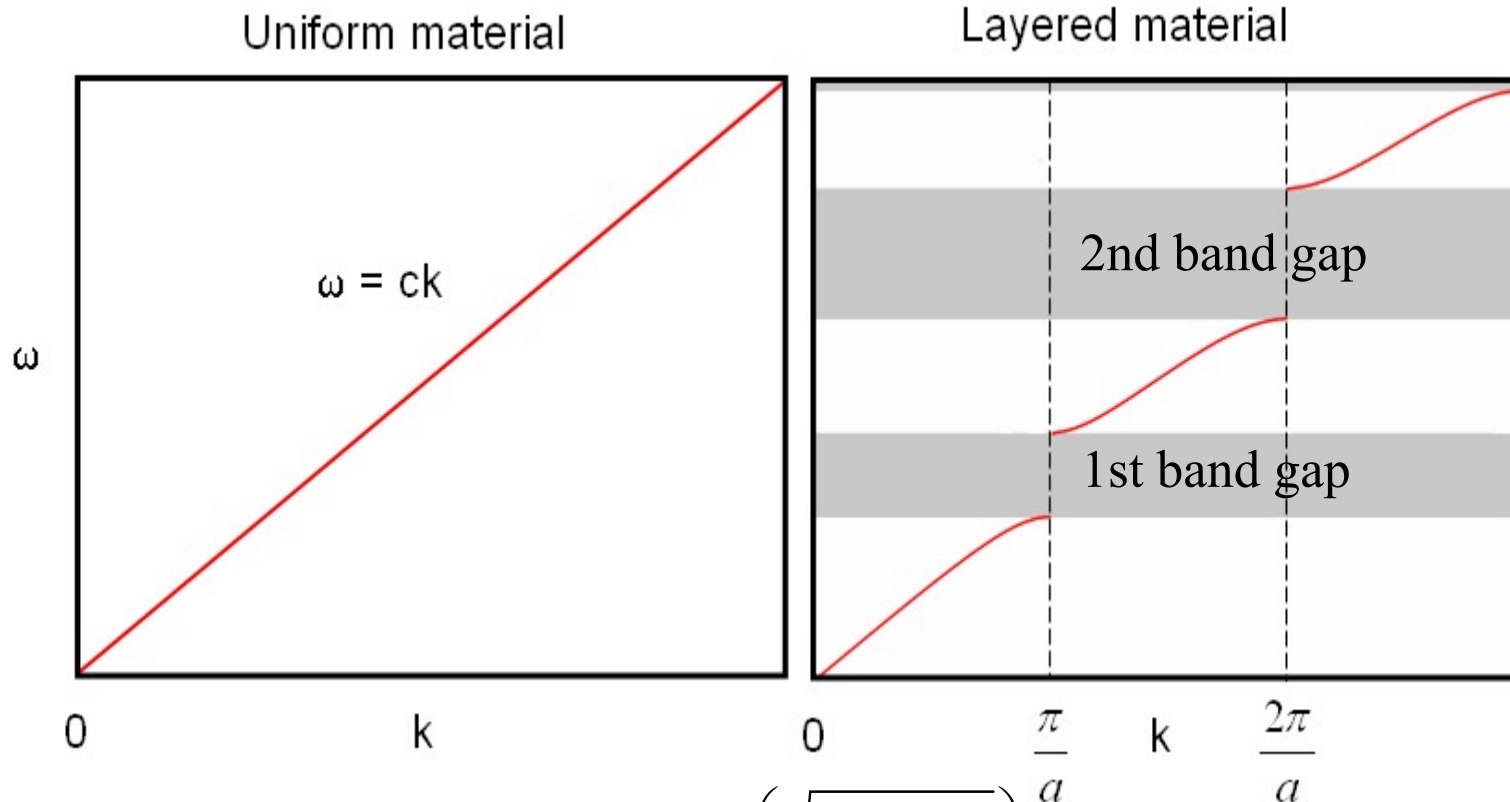 Uniform material
Layered material
ω = ck
ω
2nd band gap
1st band gap
0
k
0
π/a
k
2π/a